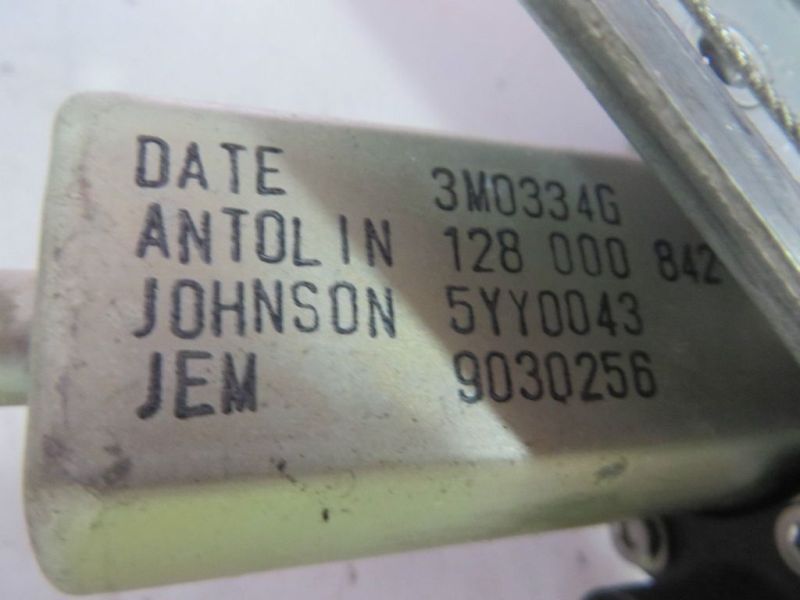 DATE 3M0334G
ANTOLIN 128 000 842
JOHNSON 5YY0043
JEM 9030256